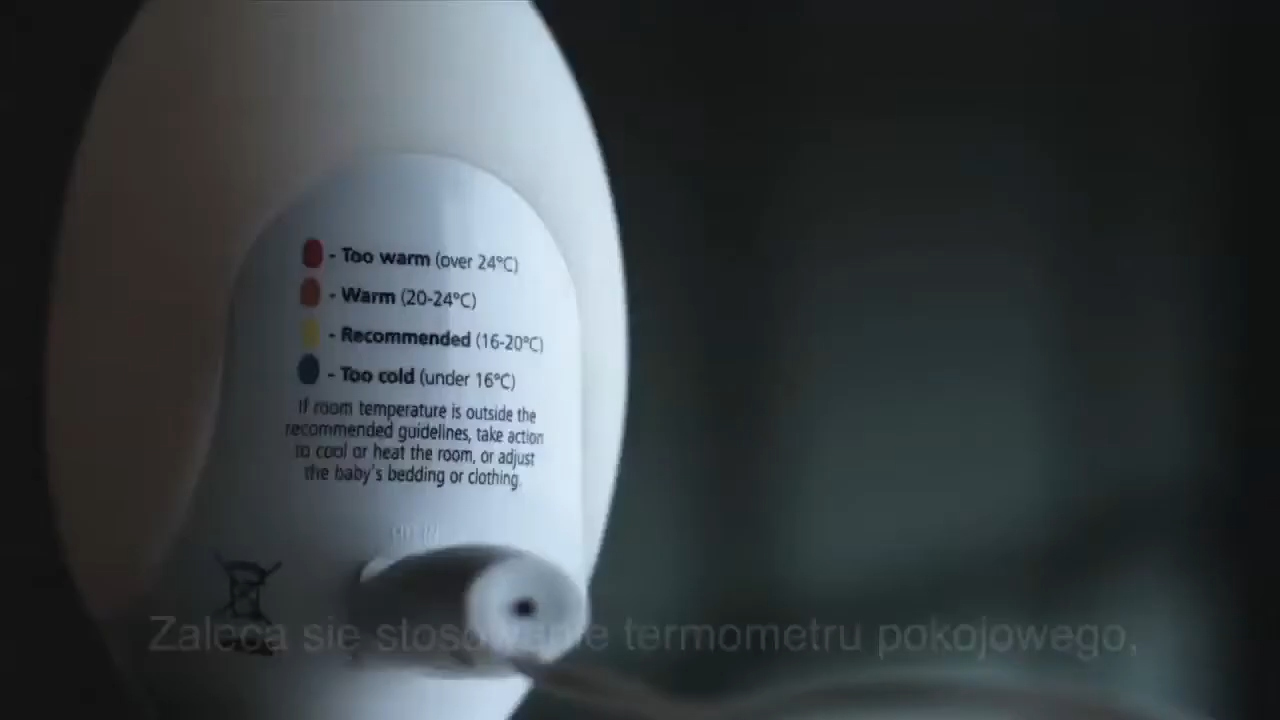 - Too warm (over 24°C)
- Warm (20-24°C)
- Recommended (16-20°C)
- Too cold (under 16°C)
If room temperature is outside the
recommended guidelines, take action
to cool or heat the room, or adjust
the baby's bedding or clothing.
Zaleca się stosowanie termometru pokojowego,